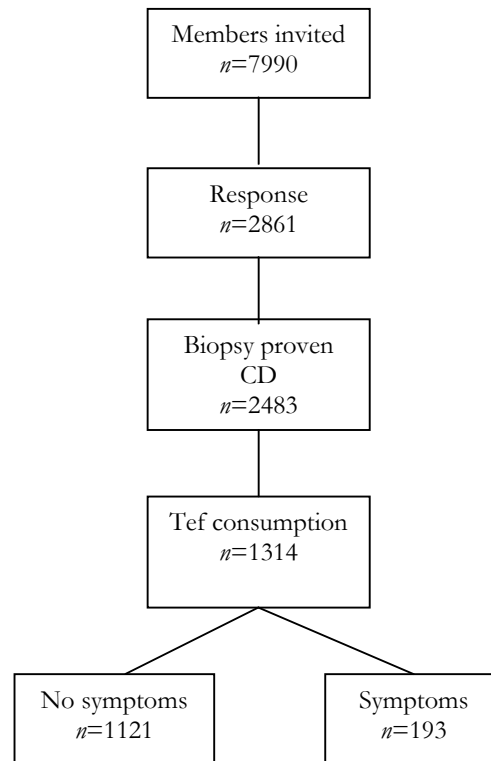 Members invited
n=7990
Response
n=2861
Biopsy proven
CD
n=2483
Tef consumption
n=1314
No symptoms
n=1121
Symptoms
n=193